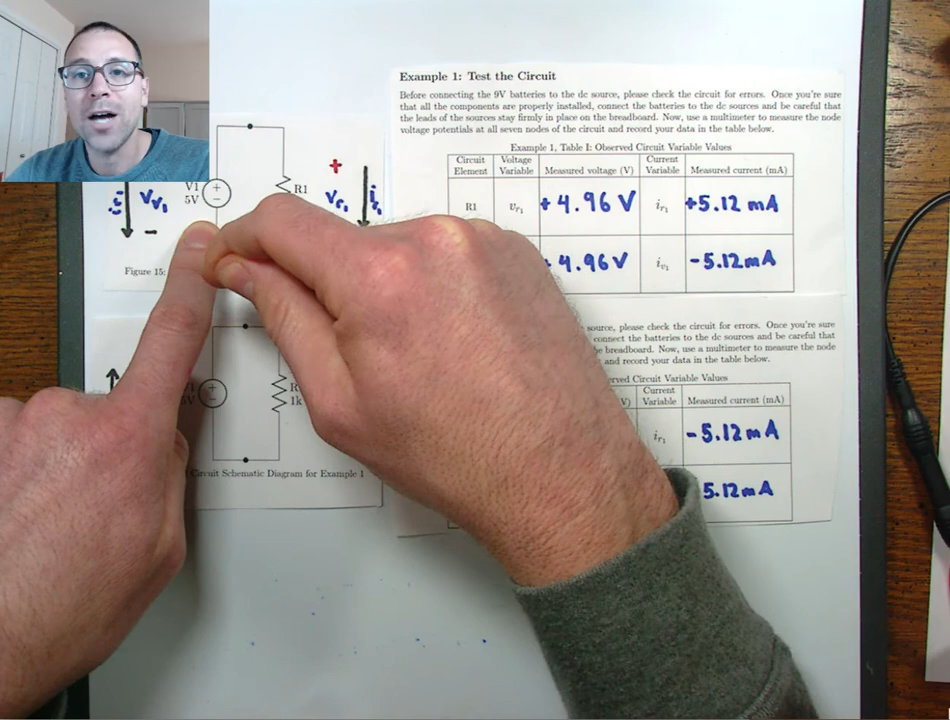 Example 1: Test the Circuit
Before connecting the 9V batteries to the dc source, please check the circuit for errors. Once you're sure
that all the components are properly installed, connect the batteries to the dc sources and be careful that
the leads of the sources stay firmly in place on the breadboard. Now, use a multimeter to measure the node
voltage potentials at all seven nodes of the circuit and record your data in the table below.
Example 1, Table I: Observed Circuit Variable Values
Circuit Element Voltage Variable Measured voltage (V) Current Variable Measured current (mA)
R1 vr1 +4.96 V ir1 +5.12 mA
4.96 V iv1 -5.12mA
V1
5V
+
-
R1
+
Vr1
ir1
Vv1
-
Figure 15:
source, please check the circuit for errors. Once you're sure
connect the batteries to the dc sources and be careful that
breadboard. Now, use a multimeter to measure the node
and record your data in the table below.
Circuit Variable Values
V) Current Variable Measured current (mA)
ir1 -5.12mA
5.12mA
1k
Circuit Schematic Diagram for Example 1